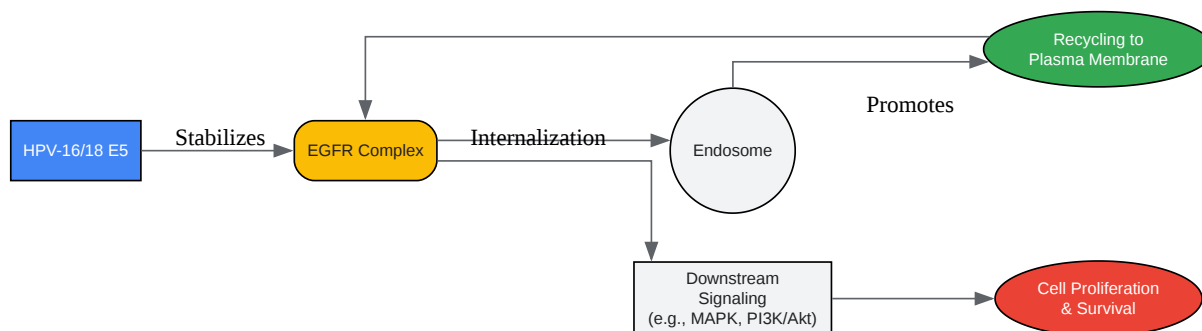 Recycling to
Plasma Membrane
Promotes
HPV-16/18 E5
Stabilizes
EGFR Complex
Internalization
Endosome
Downstream
Signaling
(e.g., MAPK, PI3K/Akt)
Cell Proliferation
& Survival